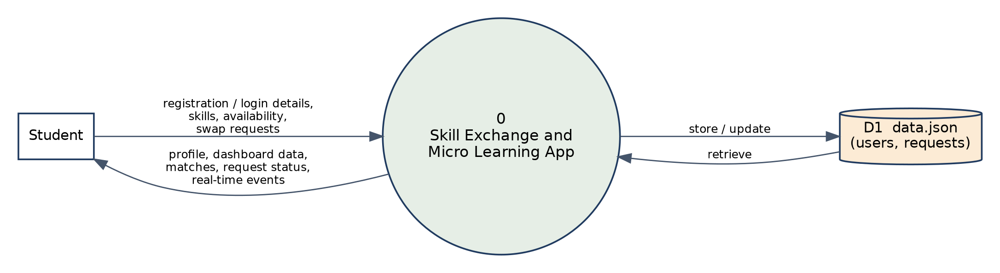 Student
registration / login details,
skills, availability,
swap requests
profile, dashboard data,
matches, request status,
real-time events
0
Skill Exchange and
Micro Learning App
store / update
retrieve
D1  data.json
(users, requests)